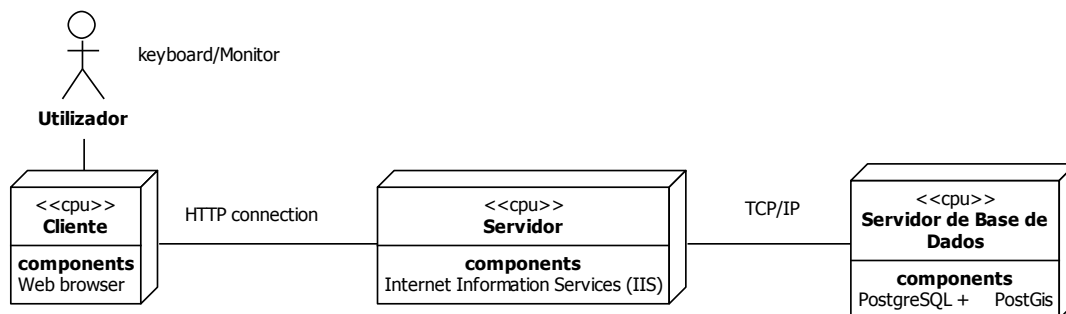 keyboard/Monitor
Utilizador
<<cpu>>
Cliente
components
Web browser
HTTP connection
<<cpu>>
Servidor
components
Internet Information Services (IIS)
TCP/IP
<<cpu>>
Servidor de Base de
Dados
components
PostgreSQL + PostGis